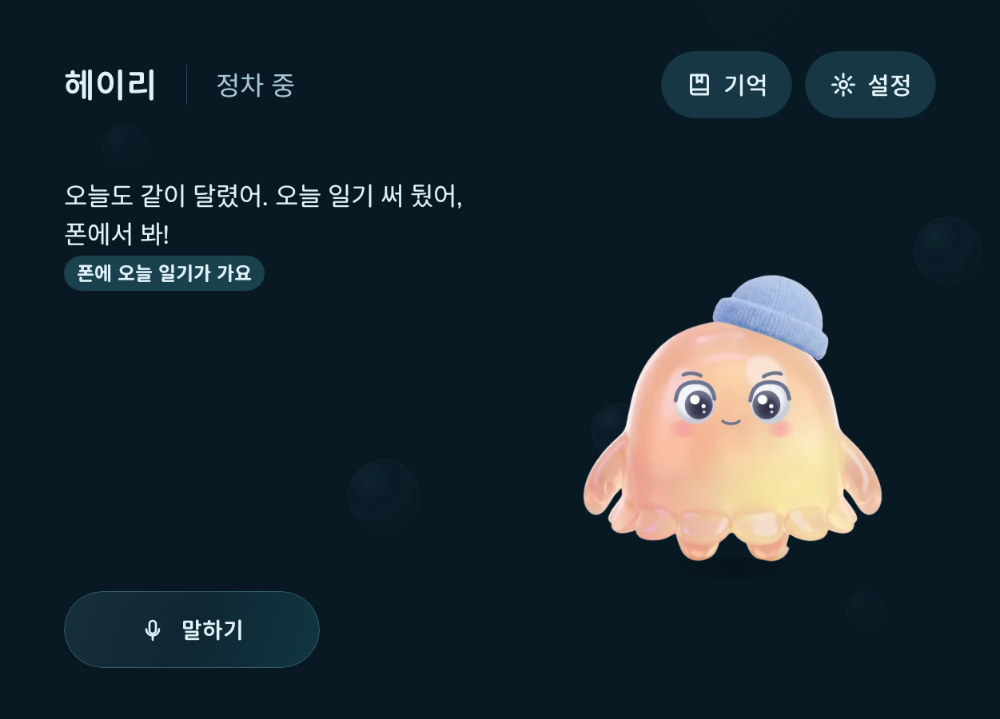 헤이리 정차 중
기억 설정
오늘도 같이 달렸어. 오늘 일기 써 뒀어,
폰에서 봐!
폰에 오늘 일기가 가요
말하기